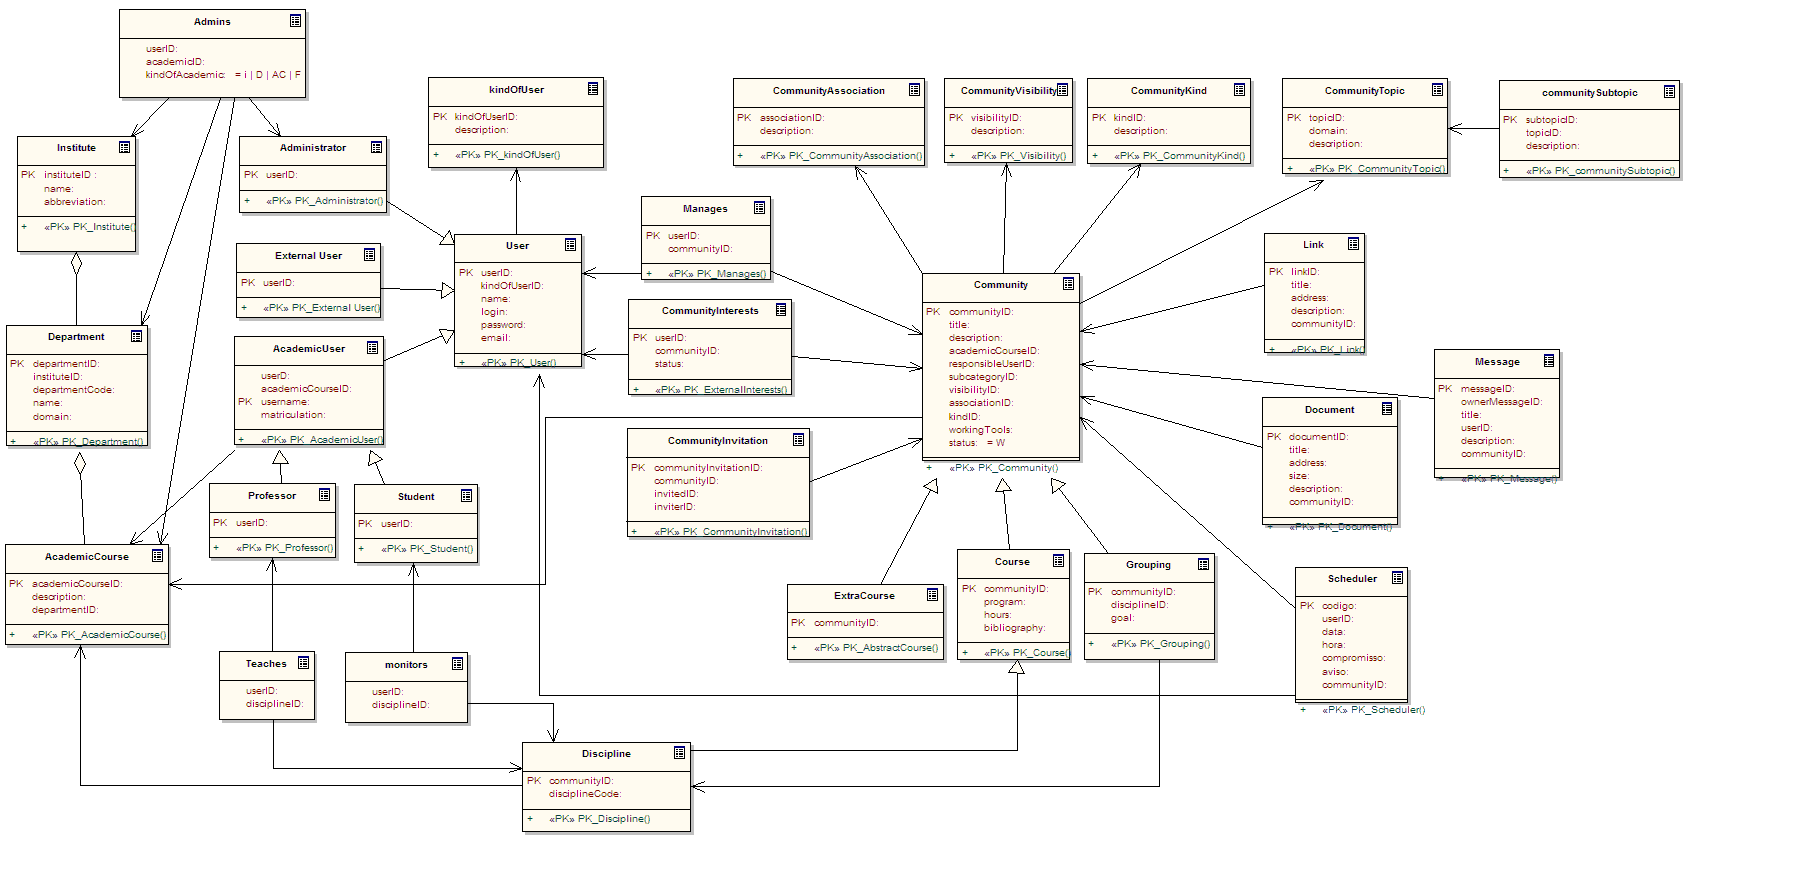 Admins
userID:
academicID:
kindOfAcademic: = i | D | AC | F
kindOfUser
PK kindOfUserID:
description:
+ «PK» PK_kindOfUser()
CommunityAssociation
PK associationID:
description:
+ «PK» PK_CommunityAssociation()
CommunityVisibility
PK visibilityID:
description:
+ «PK» PK_Visibility()
CommunityKind
PK kindID:
description:
+ «PK» PK_CommunityKind()
CommunityTopic
PK topicID:
domain:
description:
+ «PK» PK_CommunityTopic()
communitySubtopic
PK subtopicID:
topicID:
description:
+ «PK» PK_communitySubtopic()
Institute
PK instituteID :
name:
abbreviation:
+ «PK» PK_Institute()
Administrator
PK userID:
+ «PK» PK_Administrator()
Manages
PK userID:
communityID:
+ «PK» PK_Manages()
External User
PK userID:
+ «PK» PK_External User()
User
PK userID:
kindOfUserID:
name:
login:
password:
email:
+ «PK» PK_User()
Link
PK linkID:
title:
address:
description:
communityID:
+ «PK» PK_Link()
Community
PK communityID:
title:
description:
academicCourseID:
responsibleUserID:
subcategoryID:
visibilityID:
associationID:
kindID:
workingTools:
status: = W
+ «PK» PK_Community()
CommunityInterests
PK userID:
communityID:
status:
+ «PK» PK_ExternalInterests()
Department
PK departmentID:
instituteID:
departmentCode:
name:
domain:
+ «PK» PK_Department()
AcademicUser
userID:
academicCourseID:
PK username:
matriculation:
+ «PK» PK_AcademicUser()
Message
PK messageID:
ownerMessageID:
title:
userID:
description:
communityID:
+ «PK» PK_Message()
Document
PK documentID:
title:
address:
size:
description:
communityID:
+ «PK» PK_Document()
CommunityInvitation
PK communityInvitationID:
communityID:
invitedID:
inviterID:
+ «PK» PK_CommunityInvitation()
Professor
PK userID:
+ «PK» PK_Professor()
Student
PK userID:
+ «PK» PK_Student()
AcademicCourse
PK academicCourseID:
description:
departmentID:
+ «PK» PK_AcademicCourse()
ExtraCourse
PK communityID:
+ «PK» PK_AbstractCourse()
Course
PK communityID:
program:
hours:
bibliography:
+ «PK» PK_Course()
Grouping
PK communityID:
disciplineID:
goal:
+ «PK» PK_Grouping()
Scheduler
PK codigo:
userID:
data:
hora:
compromisso:
aviso:
communityID:
+ «PK» PK_Scheduler()
Teaches
userID:
disciplineID:
monitors
userID:
disciplineID:
Discipline
PK communityID:
disciplineCode:
+ «PK» PK_Discipline()